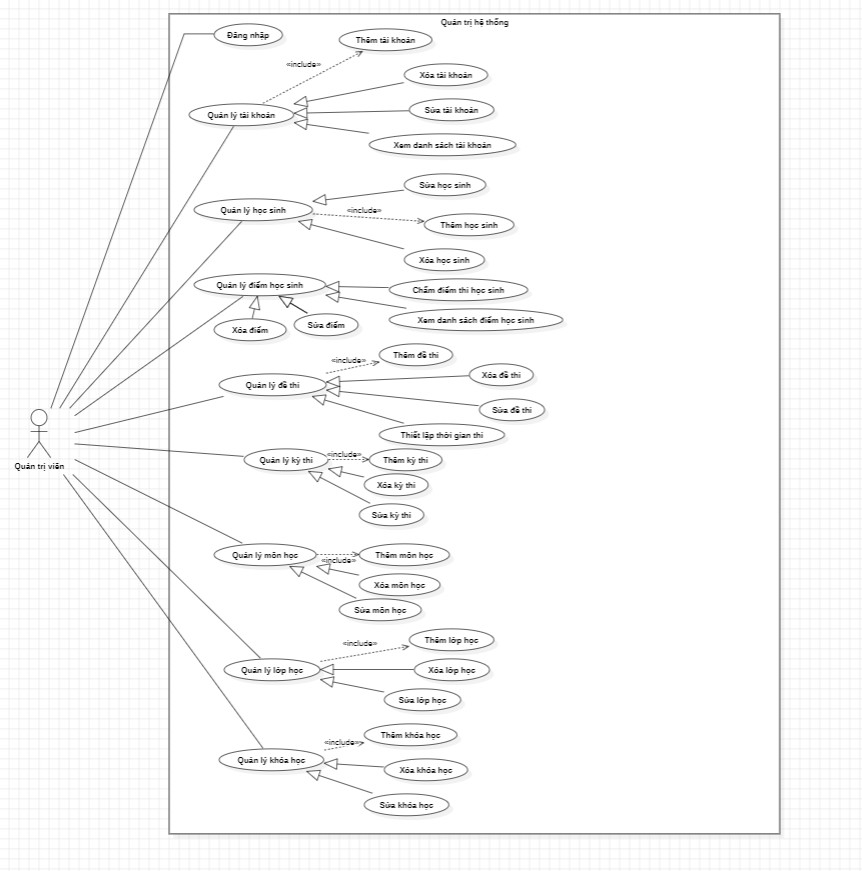 Quản trị hệ thống
Đăng nhập
Thêm tài khoản
«include»
Xóa tài khoản
Sửa tài khoản
Quản lý tài khoản
Xem danh sách tài khoản
Sửa học sinh
Quản lý học sinh
«include»
Thêm học sinh
Xóa học sinh
Quản lý điểm học sinh
Chấm điểm thi học sinh
Xem danh sách điểm học sinh
Xóa điểm
Sửa điểm
Thêm đề thi
«include»
Xóa đề thi
Quản lý đề thi
Sửa đề thi
Thiết lập thời gian thi
Quản trị viên
«include»
Quản lý kỳ thi
Thêm kỳ thi
Xóa kỳ thi
Sửa kỳ thi
Quản lý môn học
Thêm môn học
«include»
Xóa môn học
Sửa môn học
Thêm lớp học
«include»
Quản lý lớp học
Xóa lớp học
Sửa lớp học
Thêm khóa học
«include»
Quản lý khóa học
Xóa khóa học
Sửa khóa học